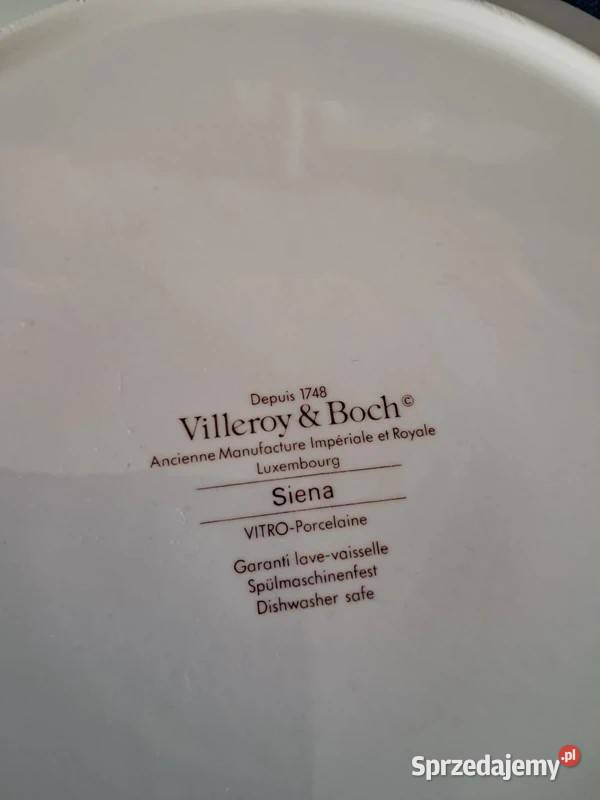 Depuis 1748
Villeroy & Boch©
Ancienne Manufacture Impériale et Royale
Luxembourg
Siena
VITRO-Porcelaine
Garanti lave-vaisselle
Spülmaschinenfest
Dishwasher safe
Sprzedajemy.pl